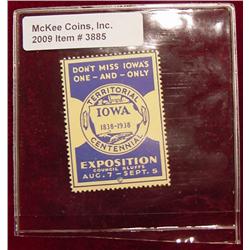 McKee Coins, Inc.
2009 Item # 3885
DON'T MISS IOWA'S
ONE - AND - ONLY
TERRITORIAL
IOWA
1838-1938
CENTENNIAL
EXPOSITION
COUNCIL BLUFFS
AUG. 7 - SEPT. 5